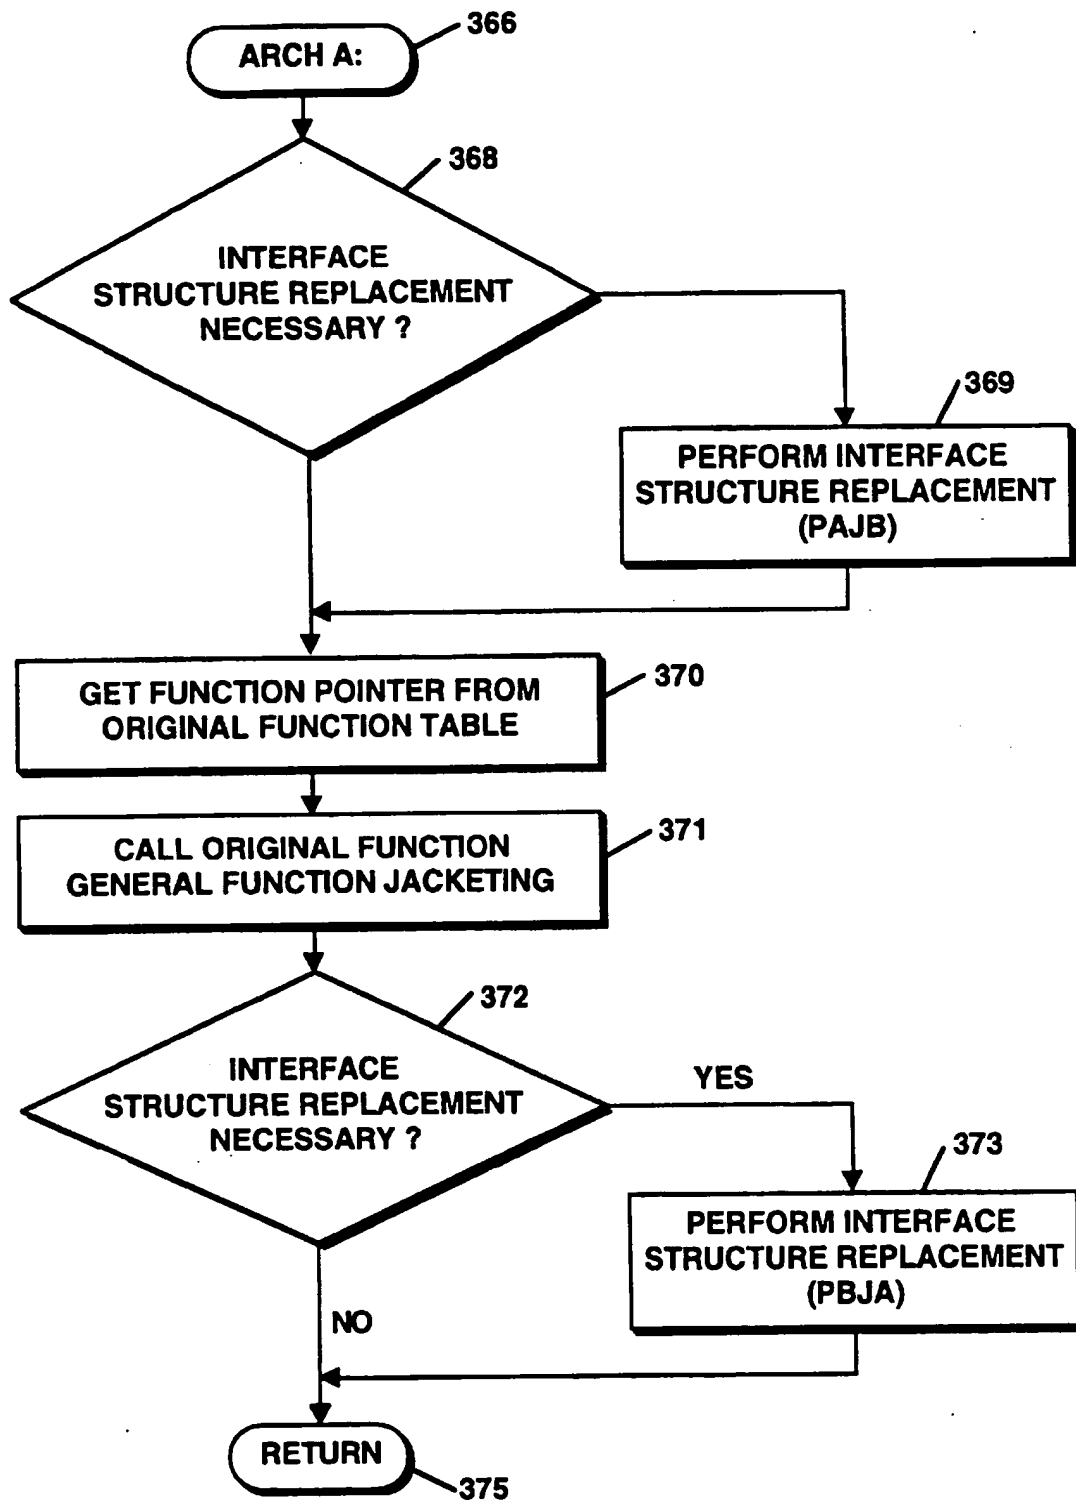 366
ARCH A:
368
INTERFACE
STRUCTURE REPLACEMENT
NECESSARY ?
369
PERFORM INTERFACE
STRUCTURE REPLACEMENT
(PAJB)
370
GET FUNCTION POINTER FROM
ORIGINAL FUNCTION TABLE
371
CALL ORIGINAL FUNCTION
GENERAL FUNCTION JACKETING
372
INTERFACE
STRUCTURE REPLACEMENT
NECESSARY ?
YES
373
PERFORM INTERFACE
STRUCTURE REPLACEMENT
(PBJA)
NO
RETURN
375